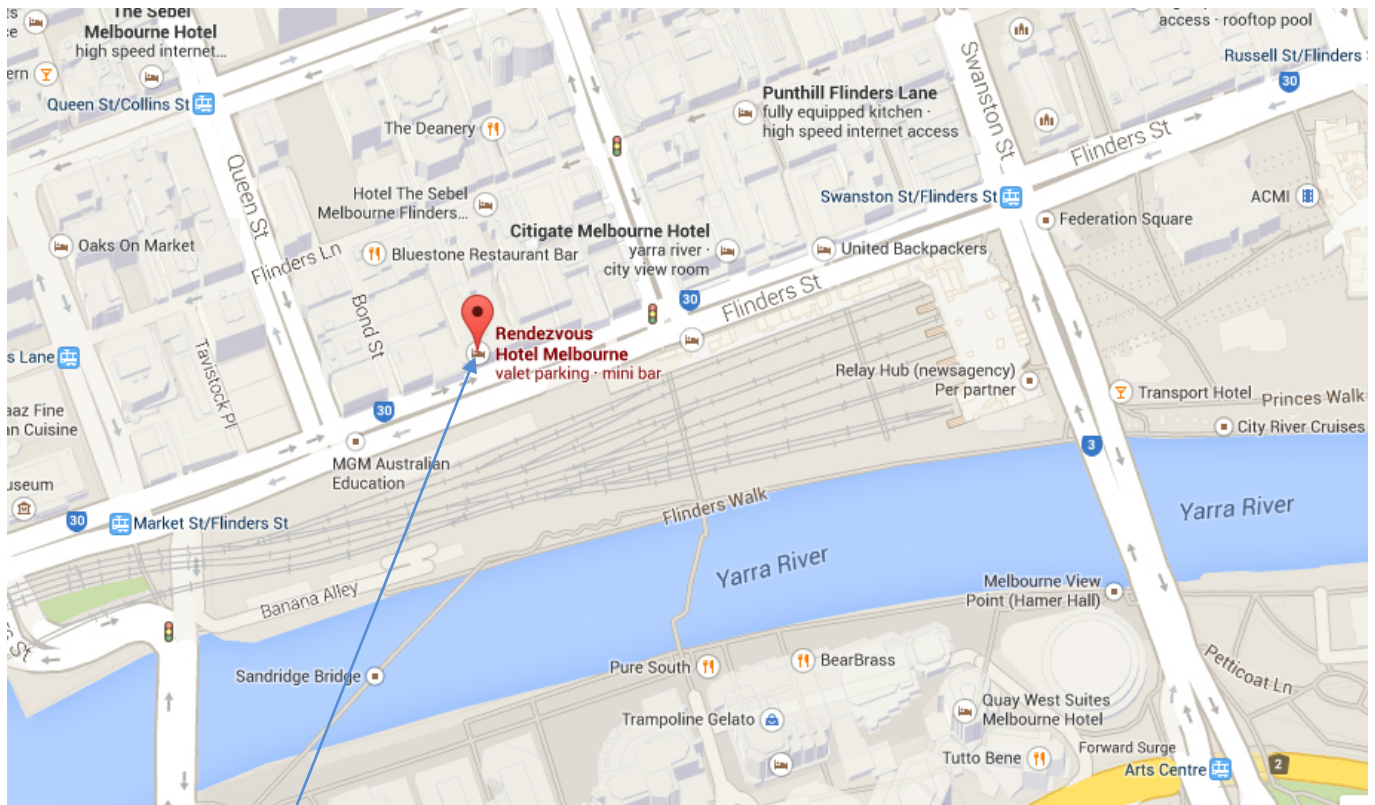 The Sebel
Melbourne Hotel
high speed internet...
access · rooftop pool
Russell St/Flinders
30
Queen St/Collins St
Punthill Flinders Lane
fully equipped kitchen ·
high speed internet access
Swanston St
Flinders St
The Deanery
Queen St
Hotel The Sebel
Melbourne Flinders...
Swanston St/Flinders St
ACMI
Federation Square
Oaks On Market
Flinders Ln
Bluestone Restaurant Bar
Citigate Melbourne Hotel
yarra river ·
city view room
United Backpackers
30
Flinders St
Bond St
Rendezvous
Hotel Melbourne
valet parking · mini bar
s Lane
Tavistock Pl
Relay Hub (newsagency)
Per partner
Transport Hotel
Princes Walk
30
City River Cruises
aaz Fine
an Cuisine
3
MGM Australian
Education
useum
Flinders Walk
Yarra River
30
Market St/Flinders St
Yarra River
Banana Alley
Melbourne View
Point (Hamer Hall)
Sandridge Bridge
Pure South
BearBrass
Petticoat Ln
Quay West Suites
Melbourne Hotel
Trampoline Gelato
Tutto Bene
Forward Surge
Arts Centre
2